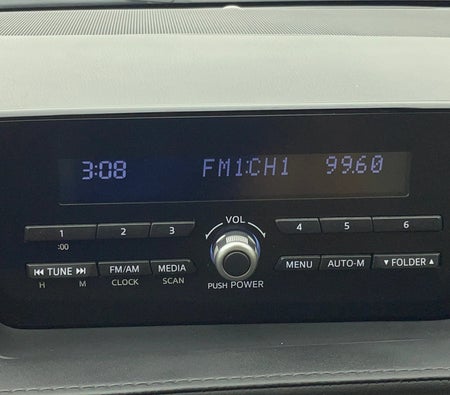 3:08 FM1:CH1 99.60
VOL
1 2 3 4 5 6
:00
⏮ TUNE ⏭ FM/AM MEDIA MENU AUTO-M ▼ FOLDER ▲
H M CLOCK SCAN PUSH POWER